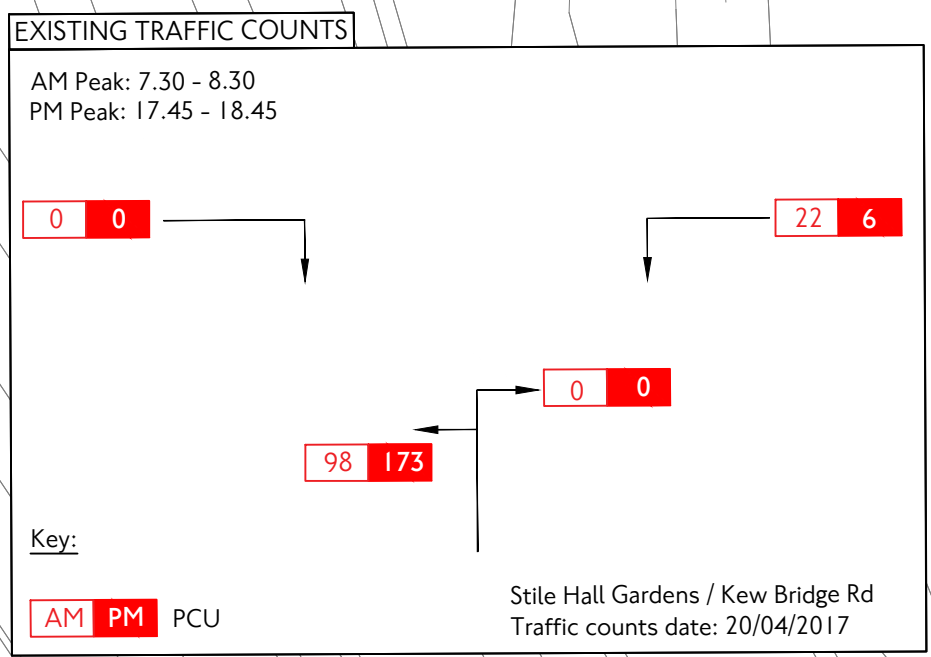 EXISTING TRAFFIC COUNTS
AM Peak: 7.30 - 8.30
PM Peak: 17.45 - 18.45
0 0
22 6
0 0
98 173
Key:
AM PM PCU
Stile Hall Gardens / Kew Bridge Rd
Traffic counts date: 20/04/2017